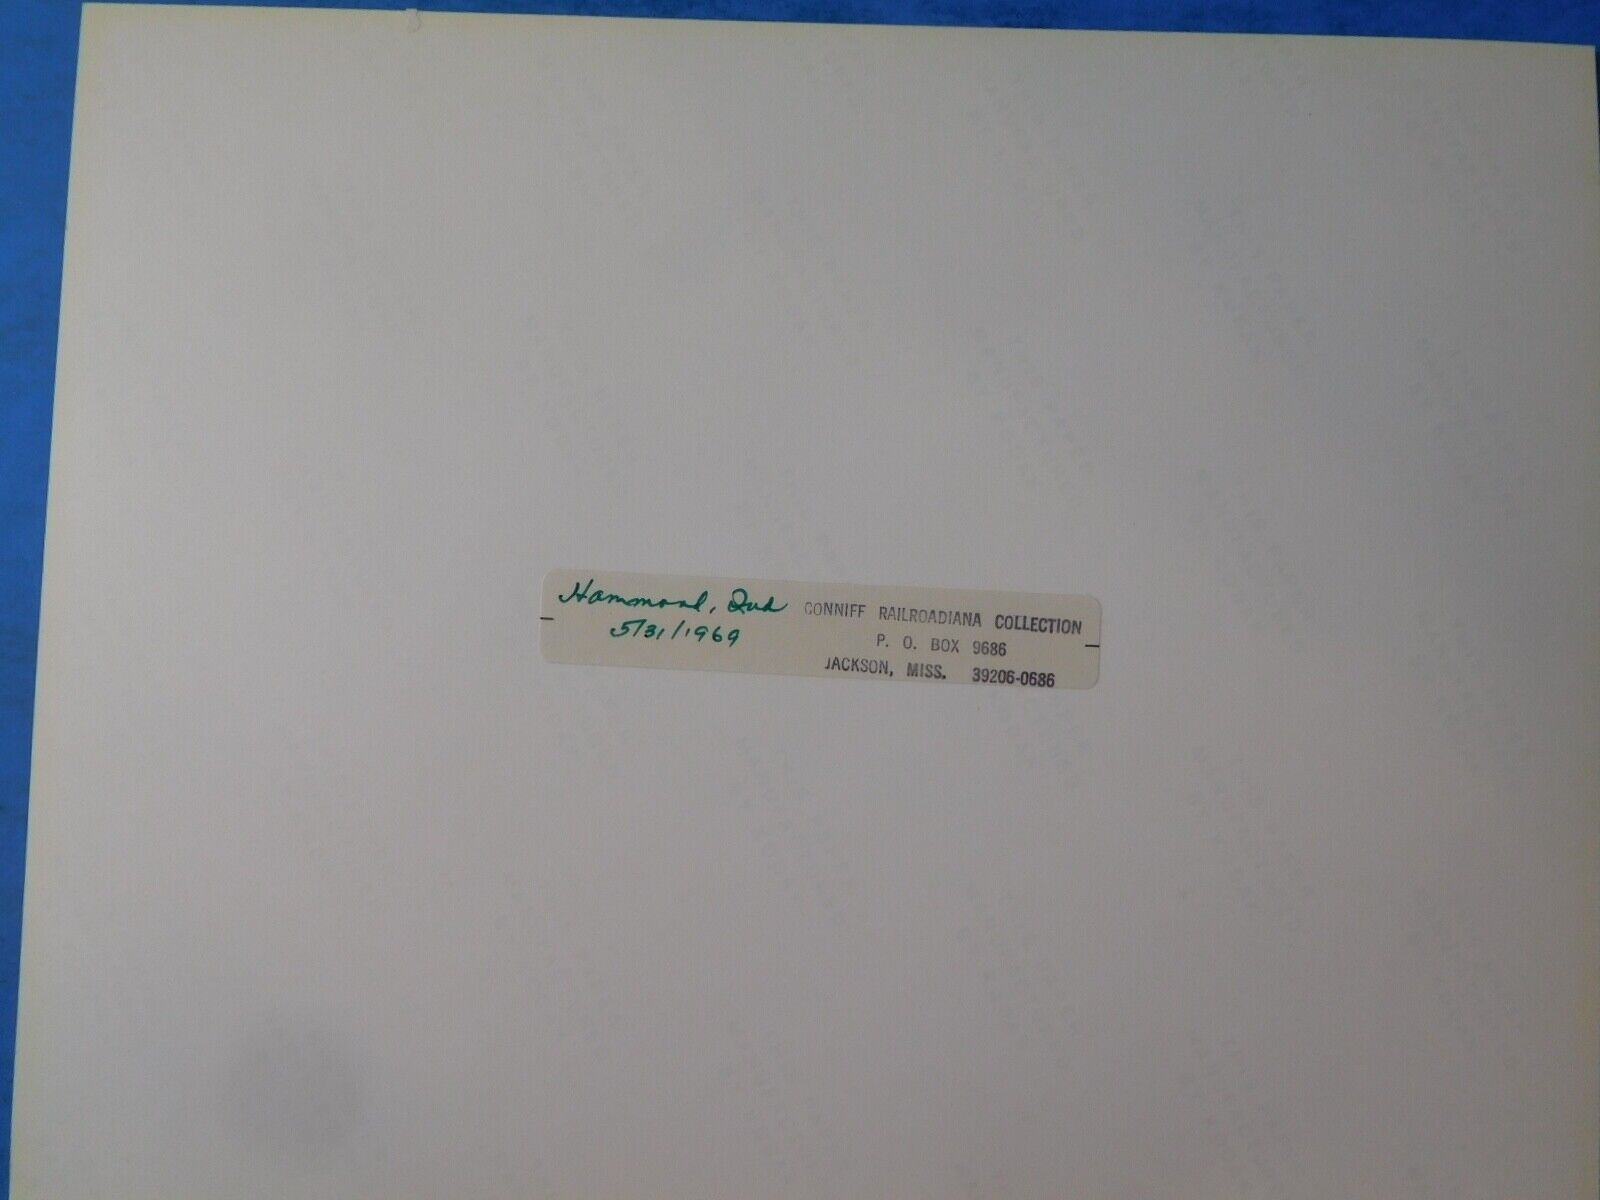 Hammond, Ind
5/31/1969
CONNIFF RAILROADIANA COLLECTION
P. O. BOX 9686
JACKSON, MISS. 39206-0686